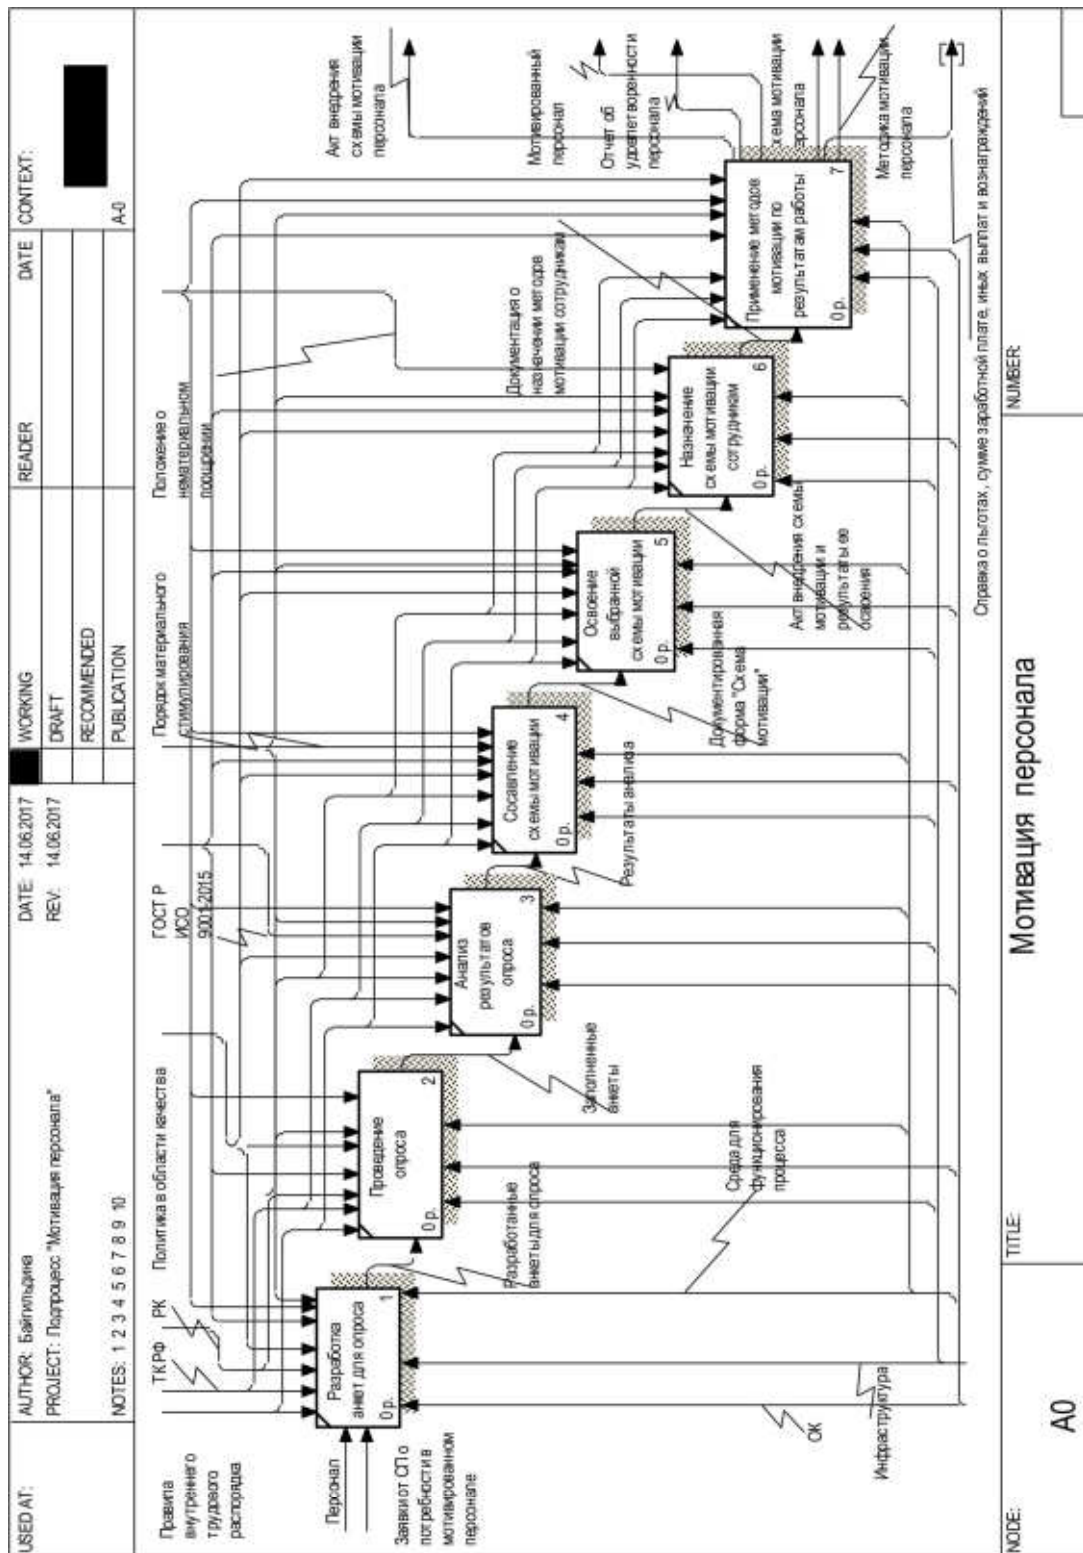 USED AT:
AUTHOR: Баигильдина
PROJECT: Подпроцесс "Мотивация персонала"
NOTES: 1 2 3 4 5 6 7 8 9 10
DATE: 14.06.2017
REV: 14.06.2017
WORKING
DRAFT
RECOMMENDED
PUBLICATION
READER
DATE
CONTEXT:
A-0
Правила
внутреннего
трудового
распорядка
ТК РФ
РК
Политика в области качества
ГОСТ Р
ИСО
9001-2015
Порядок материального
стимулирования
Положение о
нематериальном
поощрении
Персонал
Заявки от СП о
потребности в
мотивированном
персонале
Разработка
анкет для опроса
0 р.
1
Разработанные
анкеты для опроса
Проведение
опроса
0 р.
2
Заполненные
анкеты
Анализ
результатов
опроса
0 р.
3
Результаты анализа
Сосавление
схемы мотивации
0 р.
4
Документированная
форма "Схема
мотивации"
Освоение
выбранной
схемы мотивации
0 р.
5
Акт внедрения схемы
мотивации и
результаты ее
освоения
Назначение
схемы мотивации
сотрудникам
0 р.
6
Документация о
назначении методов
мотивации сотрудникам
Применение методов
мотивации по
результатам работы
0 р.
7
Акт внедрения
схемы мотивации
персонала
Мотивированный
персонал
Отчет об
удовлетворенности
персонала
схема мотивации
персонала
Методика мотивации
персонала
Справка о льготах, сумме заработной плате, иных выплат и вознаграждений
ОК
Инфраструктура
Среда для
функционирования
процесса
NODE:
A0
TITLE:
Мотивация персонала
NUMBER: